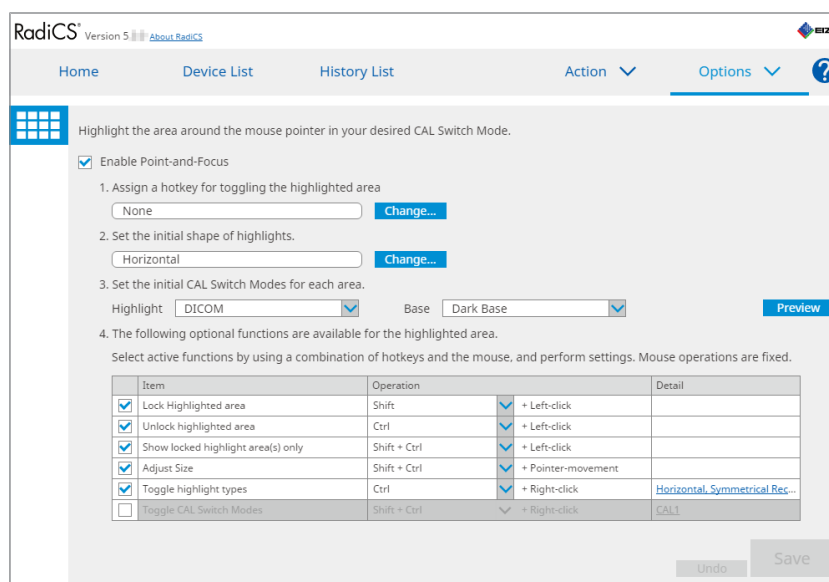 RadiCS® Version 5. About RadiCS
Home Device List History List Action Options ?
Highlight the area around the mouse pointer in your desired CAL Switch Mode.
Enable Point-and-Focus
1. Assign a hotkey for toggling the highlighted area
None Change...
2. Set the initial shape of highlights.
Horizontal Change...
3. Set the initial CAL Switch Modes for each area.
Highlight DICOM Base Dark Base Preview
4. The following optional functions are available for the highlighted area.
Select active functions by using a combination of hotkeys and the mouse, and perform settings. Mouse operations are fixed.
Item Operation Detail
Lock Highlighted area Shift + Left-click
Unlock highlighted area Ctrl + Left-click
Show locked highlight area(s) only Shift + Ctrl + Left-click
Adjust Size Shift + Ctrl + Pointer-movement
Toggle highlight types Ctrl + Right-click Horizontal, Symmetrical Rec...
Toggle CAL Switch Modes Shift + Ctrl + Right-click CAL1
Undo Save